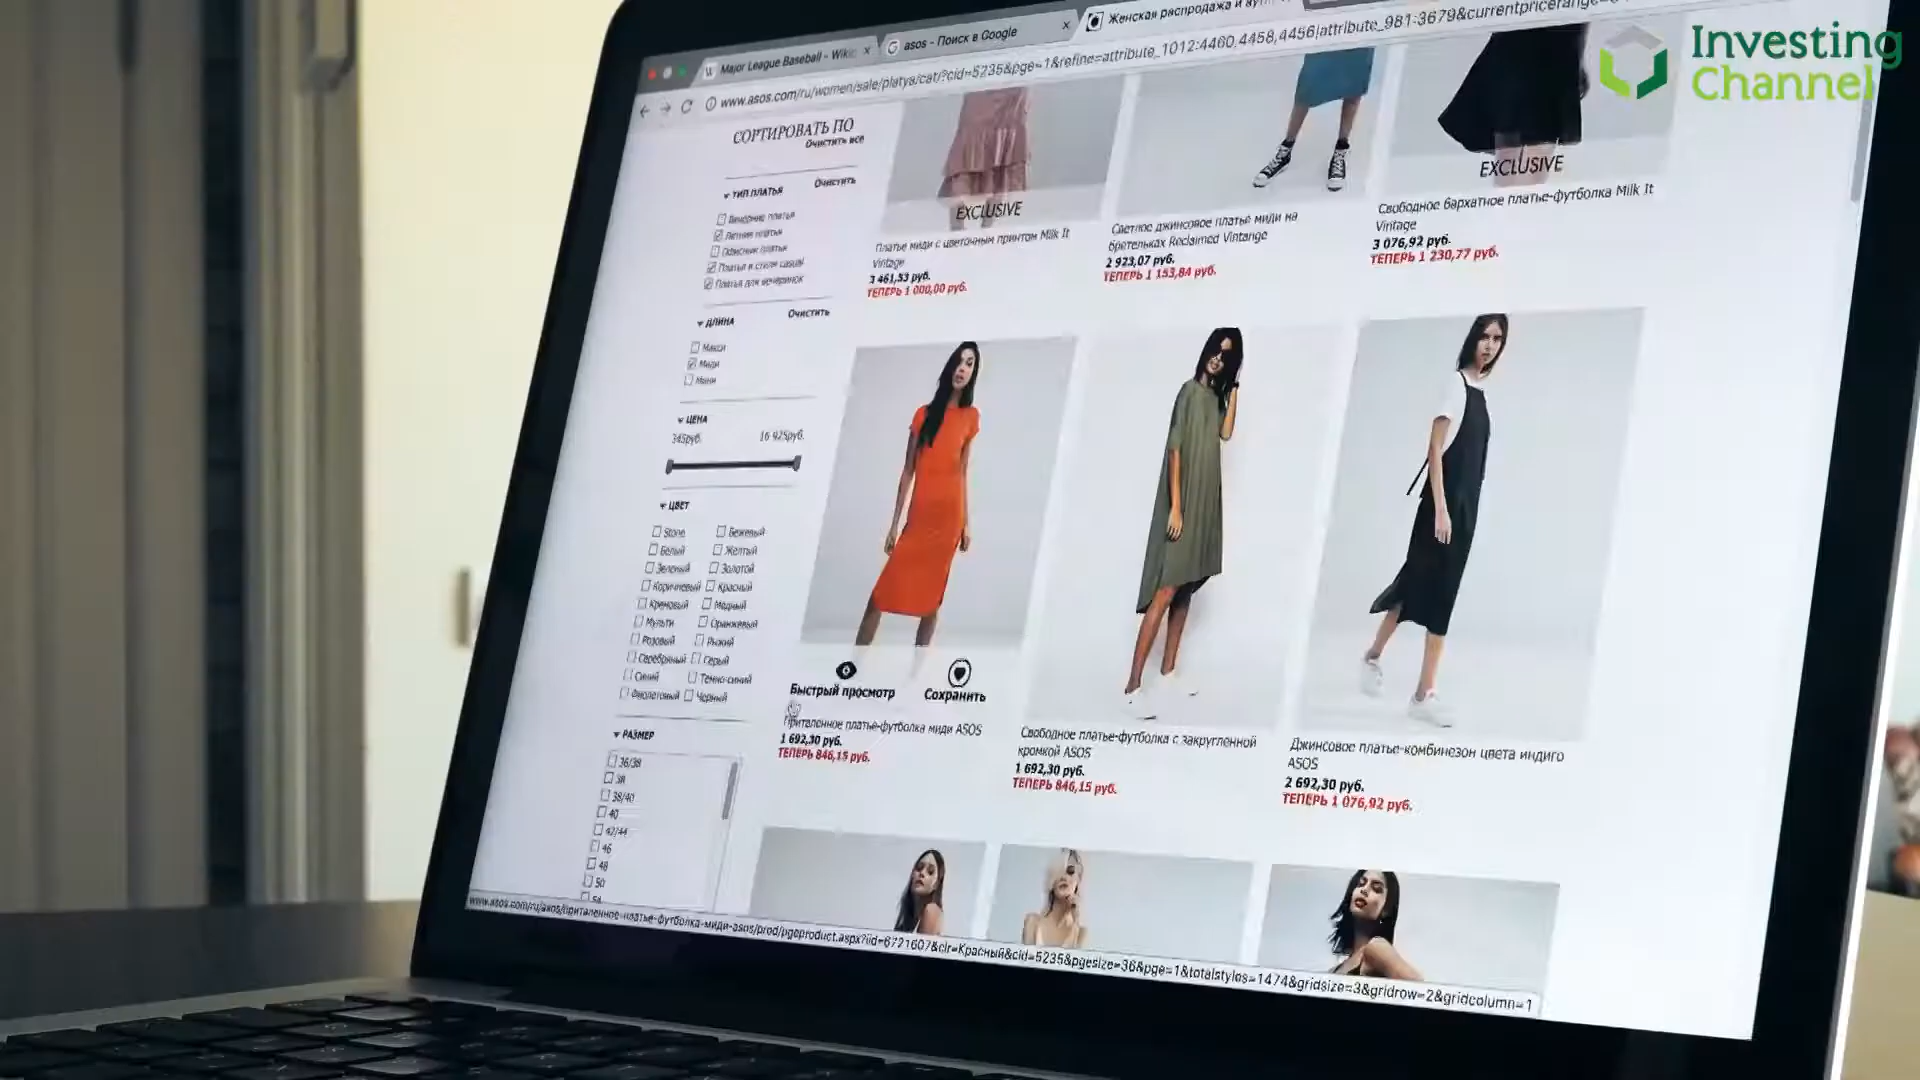 Investing
Channel
Major League Baseball - Wiki
asos - Поиск в Google
Женская распродажа и
www.asos.com/ru/women/sale/platya/cat/?cid=5235&pge=1&refine=attribute_1012:4460,4458,4456|attribute_981:3679&currentpricerange=
СОРТИРОВАТЬ ПО
Очистить все
ТИП ПЛАТЬЯ
Очистить
Вечерние платья
Летние платья
Офисные платья
Платья в стиле casual
Платья для вечеринок
ДЛИНА
Очистить
Макси
Миди
Мини
ЦЕНА
345руб.
16 925руб.
ЦВЕТ
Stone
Бежевый
Белый
Желтый
Зеленый
Золотой
Коричневый
Красный
Кремовый
Медный
Мульти
Оранжевый
Розовый
Рыжий
Серебряный
Серый
Синий
Темно-синий
Фиолетовый
Черный
РАЗМЕР
36/38
38
38/40
40
42/44
46
48
50
54
EXCLUSIVE
Платье миди с цветочным принтом Milk It
Vintage
3 461,53 руб.
ТЕПЕРЬ 1 000,00 руб.
Светлое джинсовое платье миди на
бретельках Reclaimed Vintage
2 923,07 руб.
ТЕПЕРЬ 1 153,84 руб.
EXCLUSIVE
Свободное бархатное платье-футболка Milk It
Vintage
3 076,92 руб.
ТЕПЕРЬ 1 230,77 руб.
Быстрый просмотр
Сохранить
Приталенное платье-футболка миди ASOS
1 692,30 руб.
ТЕПЕРЬ 846,15 руб.
Свободное платье-футболка с закругленной
кромкой ASOS
1 692,30 руб.
ТЕПЕРЬ 846,15 руб.
Джинсовое платье-комбинезон цвета индиго
ASOS
2 692,30 руб.
ТЕПЕРЬ 1 076,92 руб.
www.asos.com/ru/asos/приталенное-платье-футболка-миди-asos/prod/pgeproduct.aspx?iid=6721607&clr=Красный&cid=5235&pgesize=36&pge=1&totalstyles=1474&gridsize=3&gridrow=2&gridcolumn=1